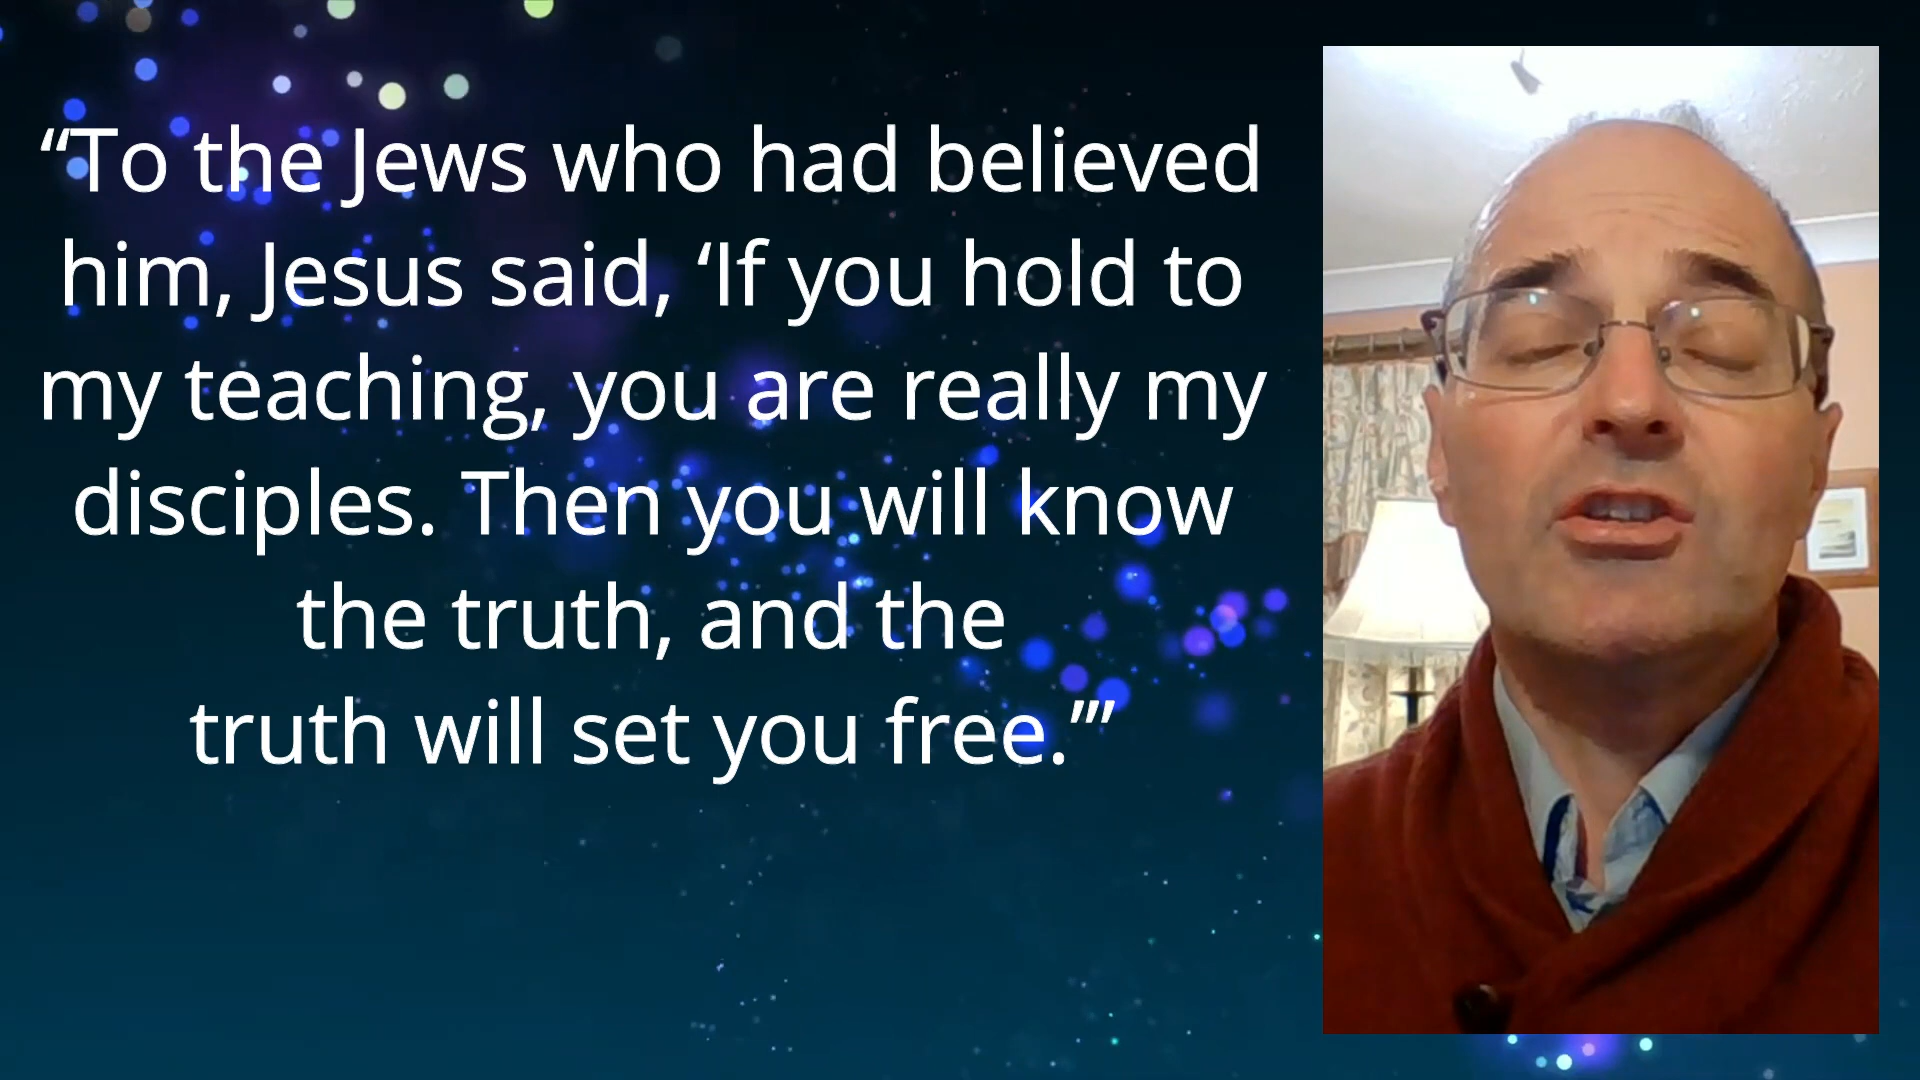 “To the Jews who had believed
him, Jesus said, ‘If you hold to
my teaching, you are really my
disciples. Then you will know
the truth, and the
truth will set you free.’”